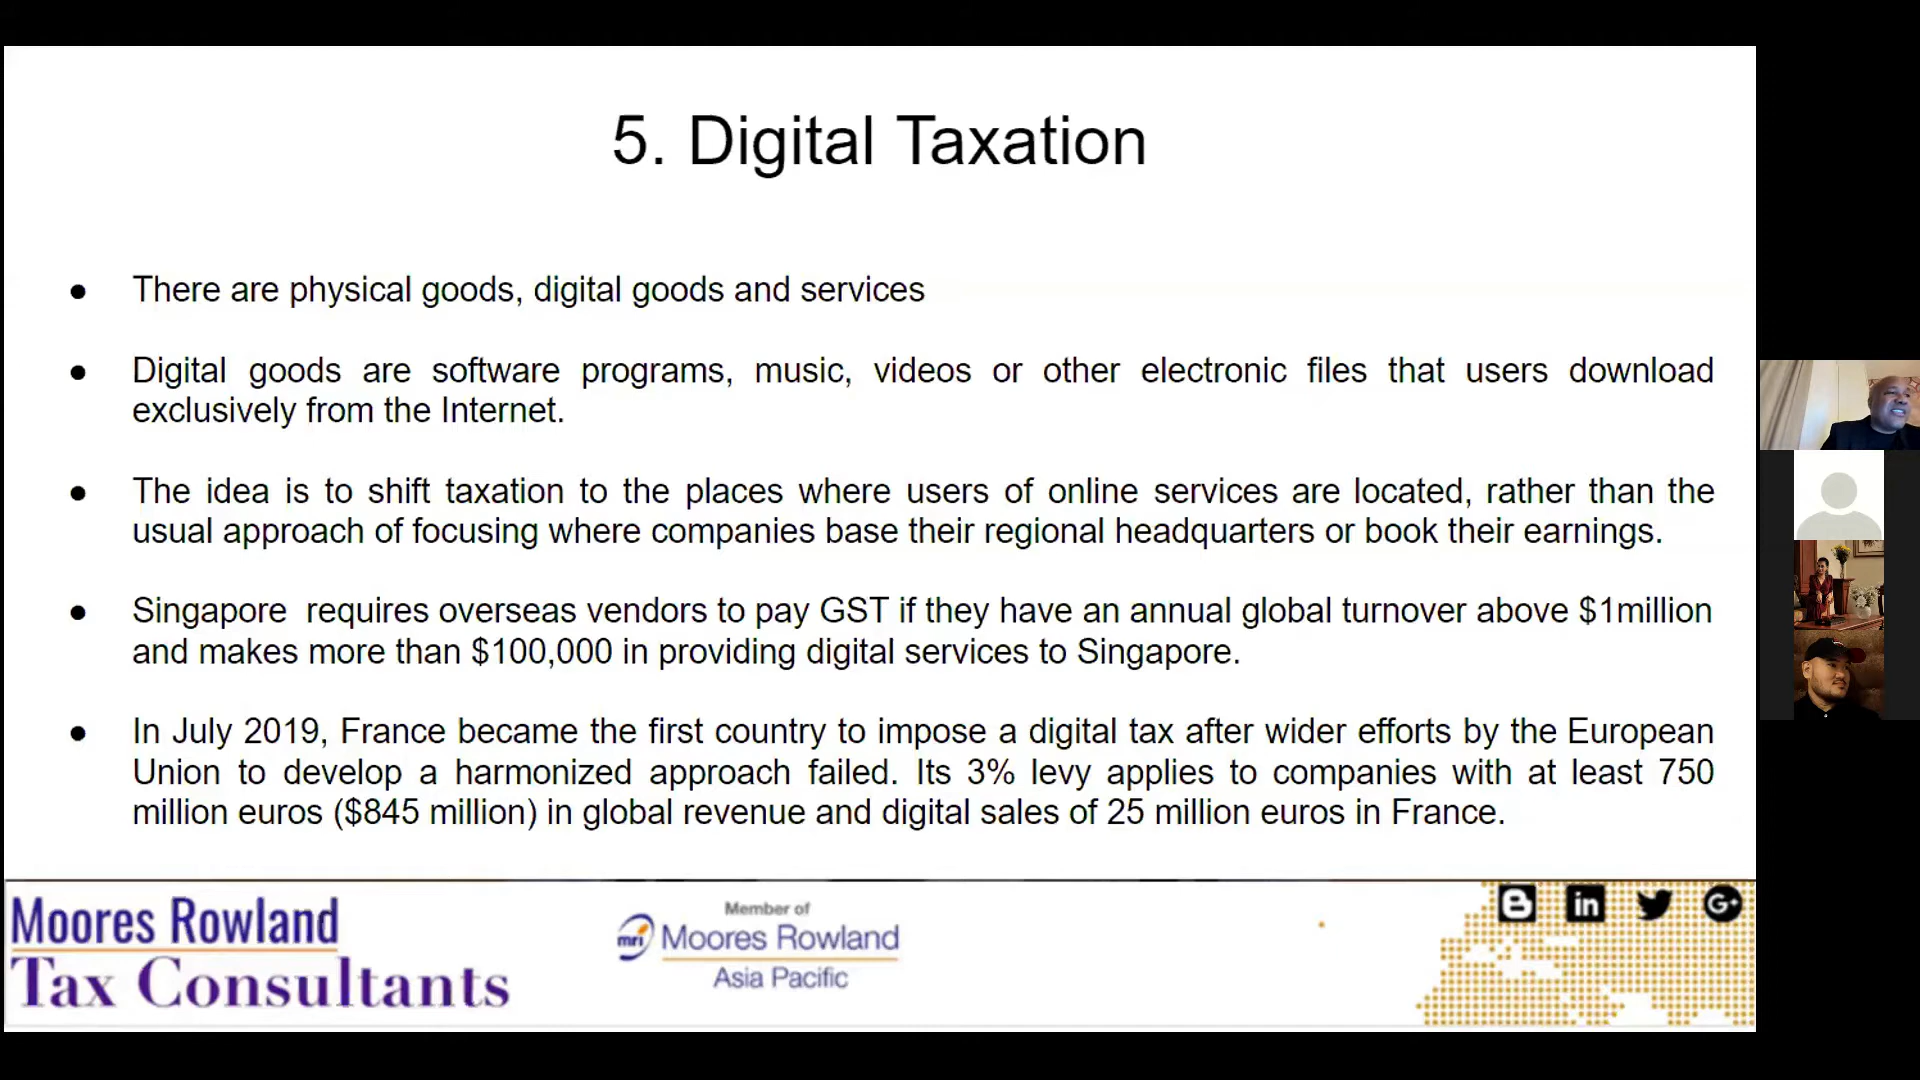 5. Digital Taxation
● There are physical goods, digital goods and services
● Digital goods are software programs, music, videos or other electronic files that users download
exclusively from the Internet.
● The idea is to shift taxation to the places where users of online services are located, rather than the
usual approach of focusing where companies base their regional headquarters or book their earnings.
● Singapore requires overseas vendors to pay GST if they have an annual global turnover above $1million
and makes more than $100,000 in providing digital services to Singapore.
● In July 2019, France became the first country to impose a digital tax after wider efforts by the European
Union to develop a harmonized approach failed. Its 3% levy applies to companies with at least 750
million euros ($845 million) in global revenue and digital sales of 25 million euros in France.
Moores Rowland
Tax Consultants
Member of
mri Moores Rowland
Asia Pacific
in
G+